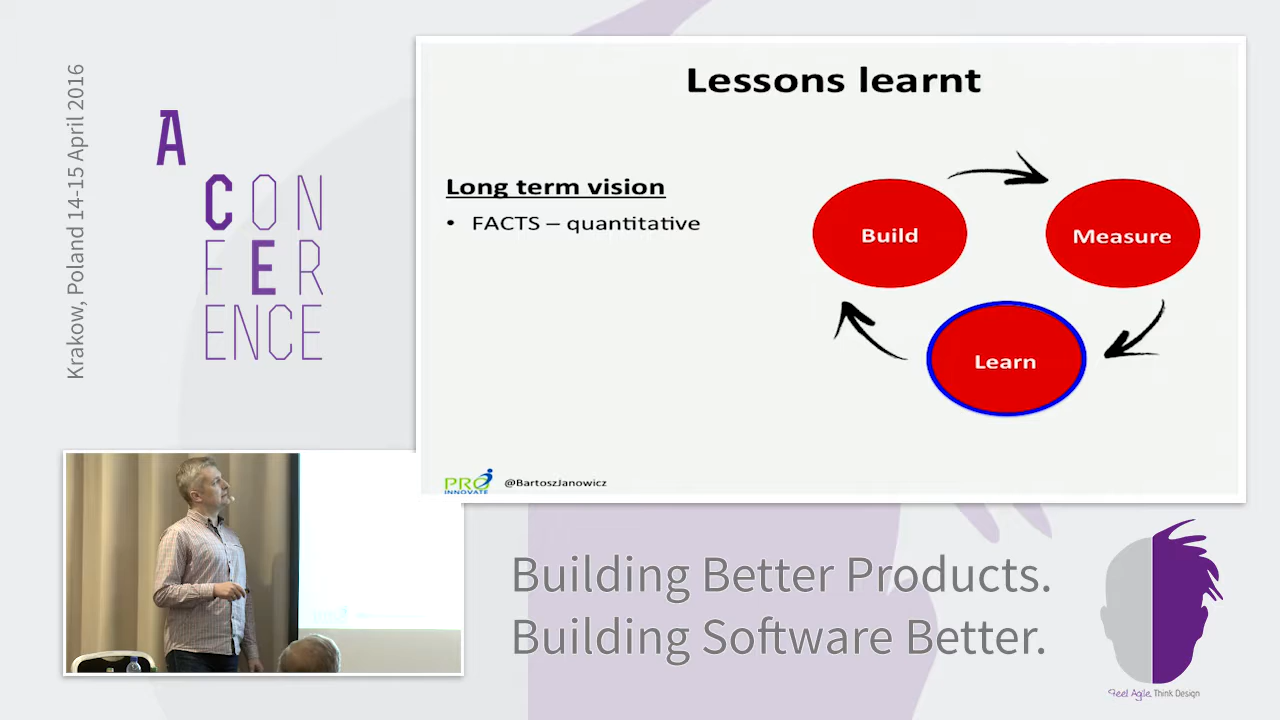 Krakow, Poland 14-15 April 2016
A
CON
FER
ENCE
Lessons learnt
Long term vision
• FACTS – quantitative
Build
Measure
Learn
PRO
INNOVATE
@BartoszJanowicz
Building Better Products.
Building Software Better.
Feel Agile. Think Design